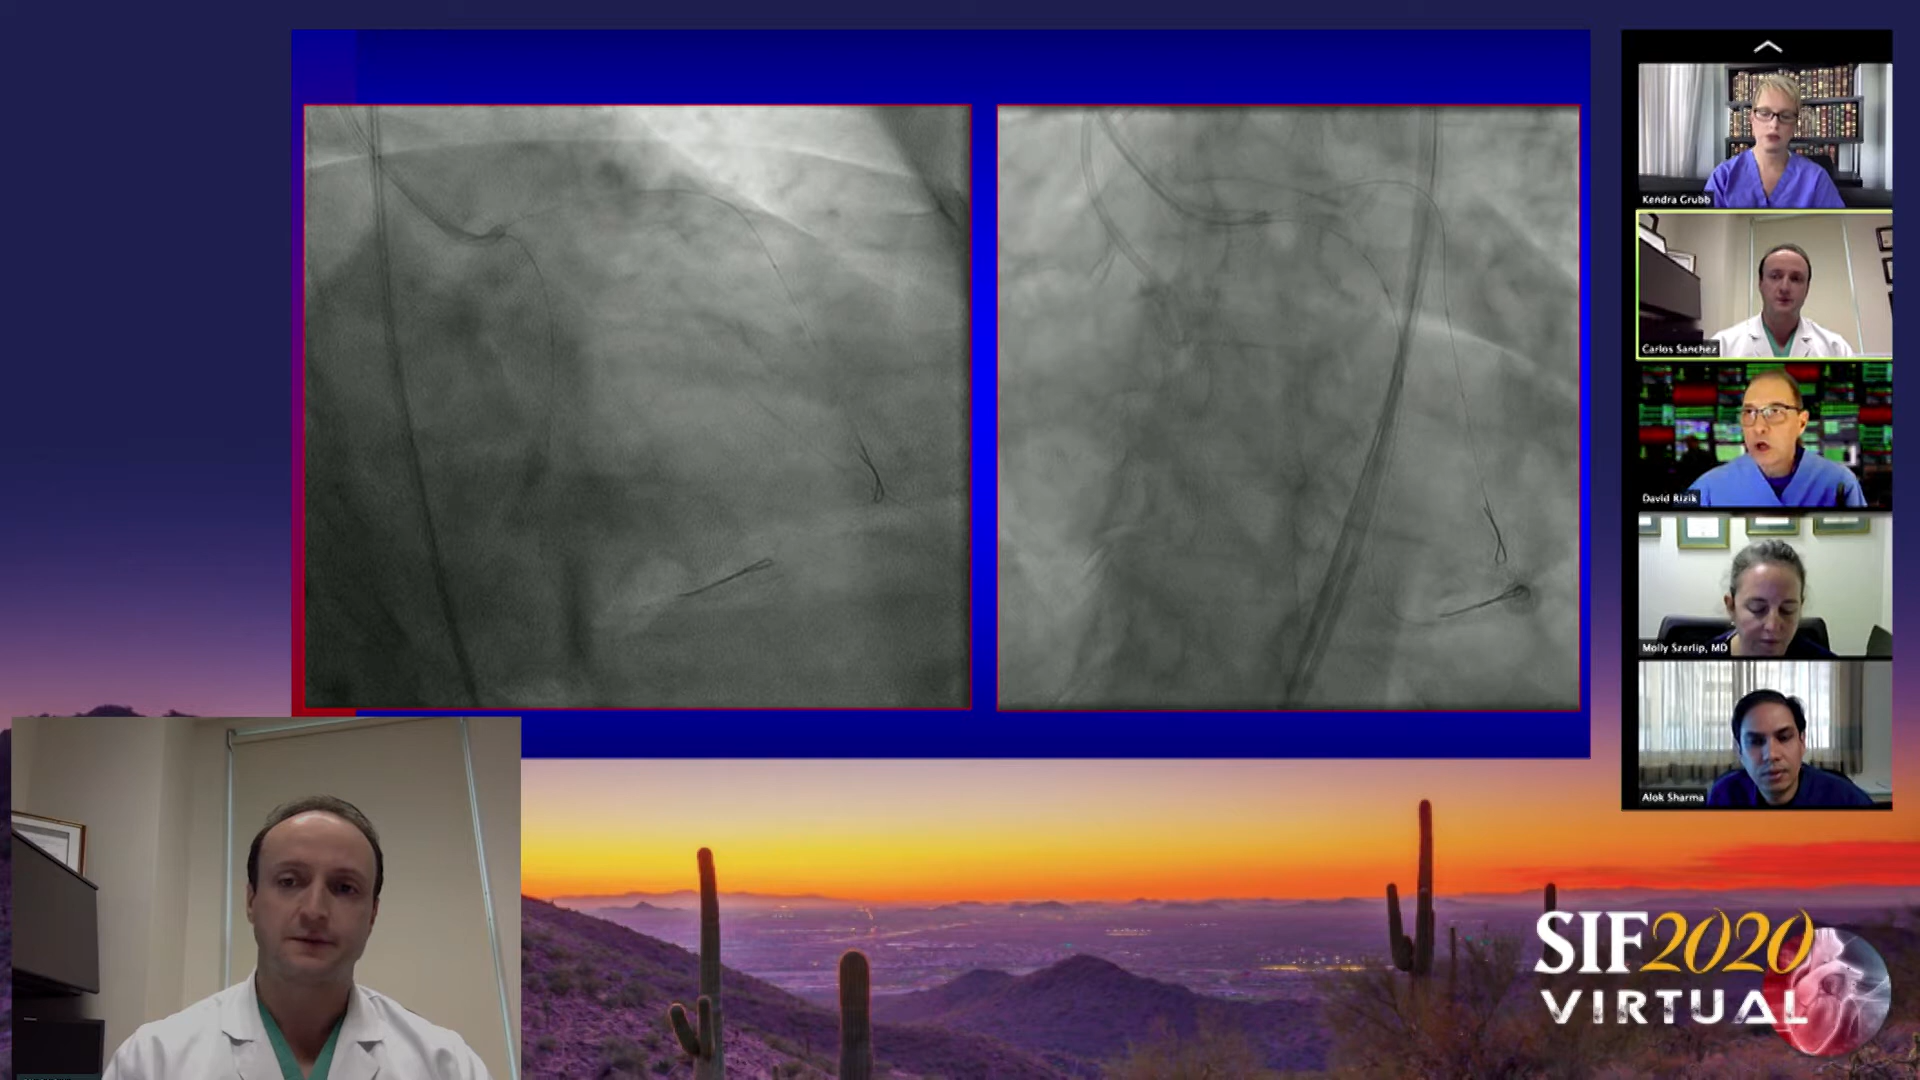 Kendra Grubb
Carlos Sanchez
David Rizik
Molly Szerlip, MD
Alok Sharma
SIF2020
VIRTUAL